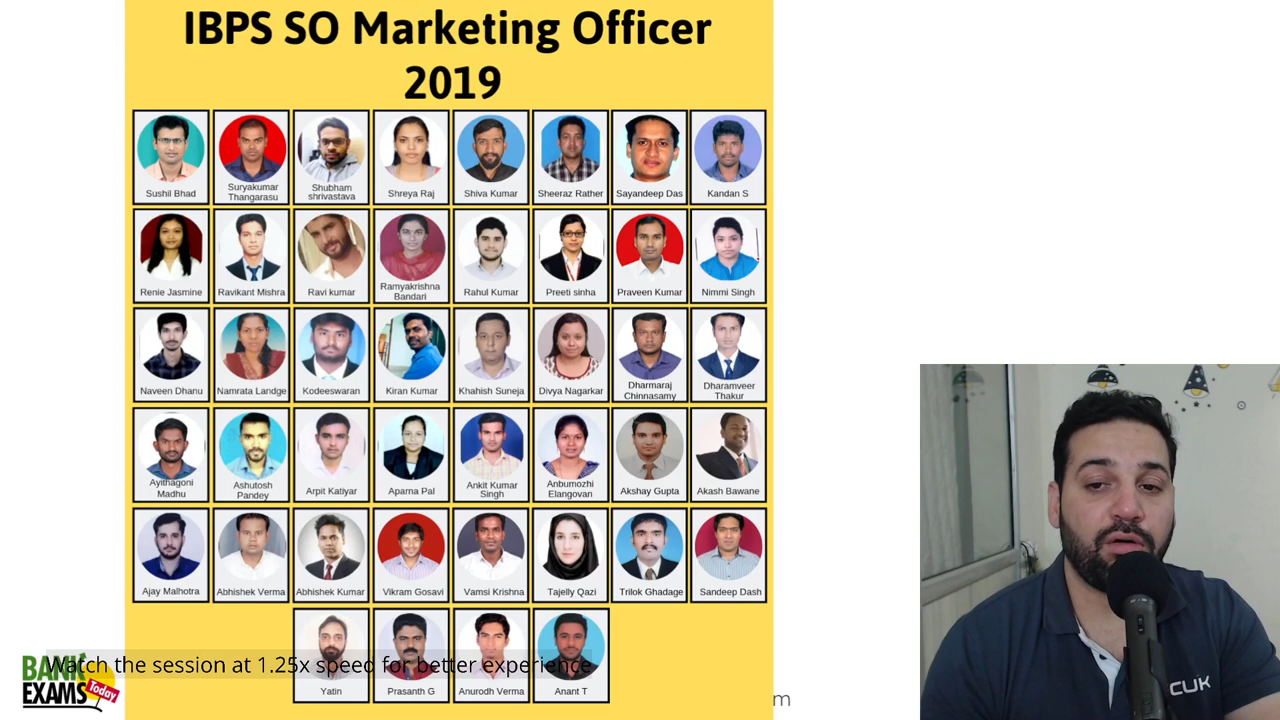 IBPS SO Marketing Officer
2019
Sushil Bhad
Suryakumar
Thangarasu
Shubham
shrivastava
Shreya Raj
Shiva Kumar
Sheeraz Rather
Sayandeep Das
Kandan S
Renie Jasmine
Ravikant Mishra
Ravi kumar
Ramyakrishna
Bandari
Rahul Kumar
Preeti sinha
Praveen Kumar
Nimmi Singh
Naveen Dhanu
Namrata Landge
Kodeeswaran
Kiran Kumar
Khahish Suneja
Divya Nagarkar
Dharmaraj
Chinnasamy
Dharamveer
Thakur
Ayithagoni
Madhu
Ashutosh
Pandey
Arpit Katiyar
Aparna Pal
Ankit Kumar
Singh
Anbumozhi
Elangovan
Akshay Gupta
Akash Bawane
Ajay Malhotra
Abhishek Verma
Abhishek Kumar
Vikram Gosavi
Vamsi Krishna
Tajelly Qazi
Trilok Ghadage
Sandeep Dash
Yatin
Prasanth G
Anurodh Verma
Anant T
Watch the session at 1.25x speed for better experience
BANK
EXAMS
Today
m
CUK